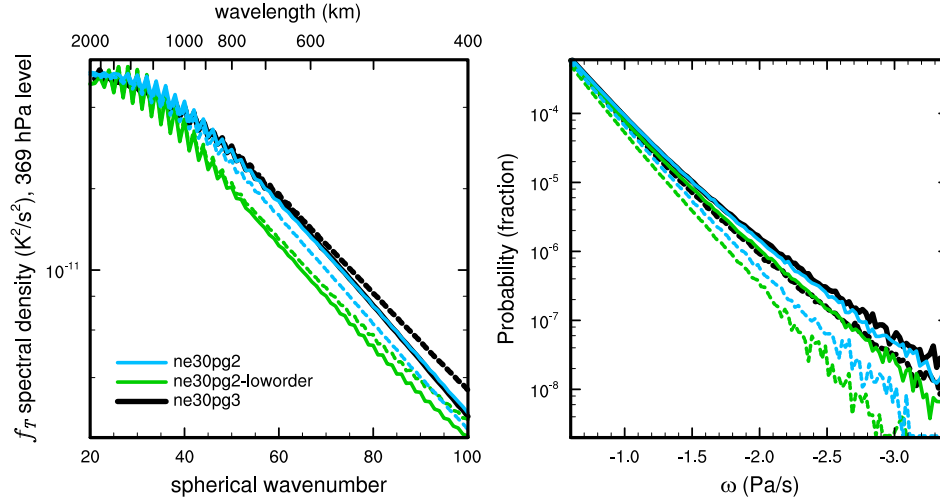 wavelength (km)
2000 1000 800 600 400
f_T spectral density (K²/s²), 369 hPa level
10⁻¹¹
ne30pg2
ne30pg2-loworder
ne30pg3
20 40 60 80 100
spherical wavenumber
Probability (fraction)
10⁻⁴
10⁻⁵
10⁻⁶
10⁻⁷
10⁻⁸
-1.0 -1.5 -2.0 -2.5 -3.0
ω (Pa/s)